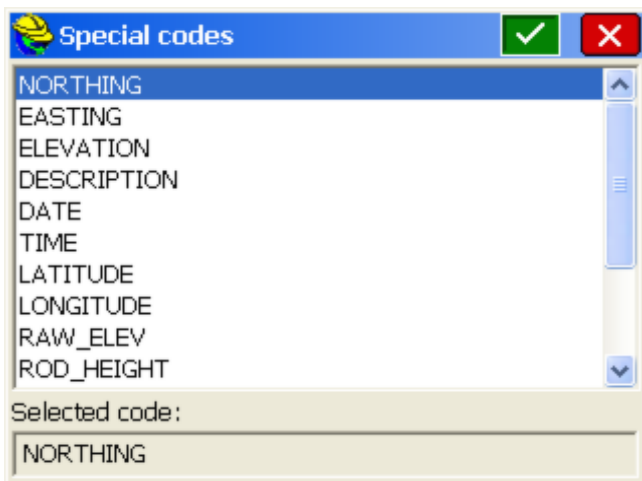 Special codes
NORTHING
EASTING
ELEVATION
DESCRIPTION
DATE
TIME
LATITUDE
LONGITUDE
RAW_ELEV
ROD_HEIGHT
Selected code:
NORTHING